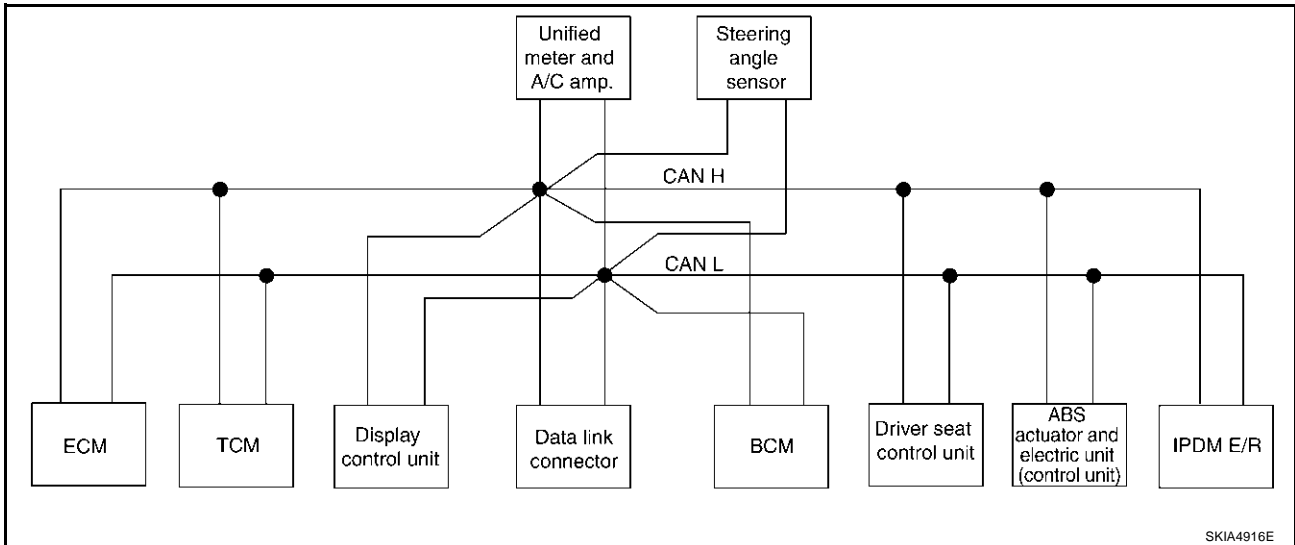 Unified
meter and
A/C amp.
Steering
angle
sensor
CAN H
CAN L
ECM
TCM
Display
control unit
Data link
connector
BCM
Driver seat
control unit
ABS
actuator and
electric unit
(control unit)
IPDM E/R
SKIA4916E